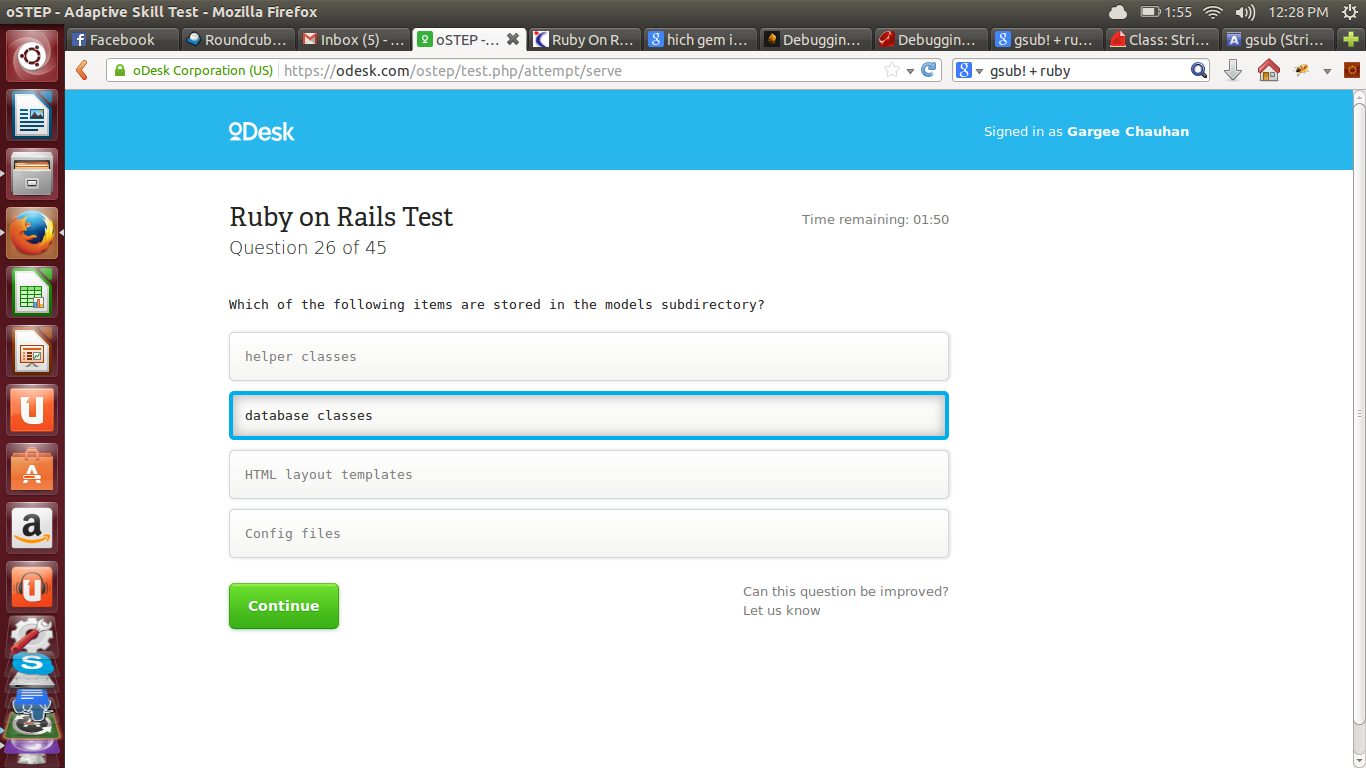 oSTEP - Adaptive Skill Test - Mozilla Firefox
1:55
12:28 PM
Facebook
Roundcub...
Inbox (5) - ...
oSTEP -...
Ruby On R...
hich gem i...
Debuggin...
Debuggin...
gsub! + ru...
Class: Stri...
gsub (Stri...
oDesk Corporation (US)
https://odesk.com/ostep/test.php/attempt/serve
gsub! + ruby
oDesk
Signed in as Gargee Chauhan
Ruby on Rails Test
Time remaining: 01:50
Question 26 of 45
Which of the following items are stored in the models subdirectory?
helper classes
database classes
HTML layout templates
Config files
Continue
Can this question be improved?
Let us know